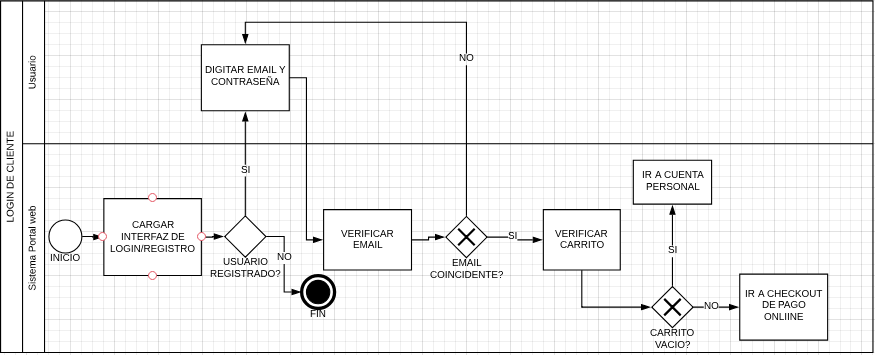 LOGIN DE CLIENTE
Usuario
DIGITAR EMAIL Y
CONTRASEÑA
NO
SI
Sistema Portal web
INICIO
CARGAR
INTERFAZ DE
LOGIN/REGISTRO
USUARIO
REGISTRADO?
NO
FIN
VERIFICAR
EMAIL
EMAIL
COINCIDENTE?
SI
VERIFICAR
CARRITO
IR A CUENTA
PERSONAL
SI
CARRITO
VACIO?
NO
IR A CHECKOUT
DE PAGO
ONLIINE